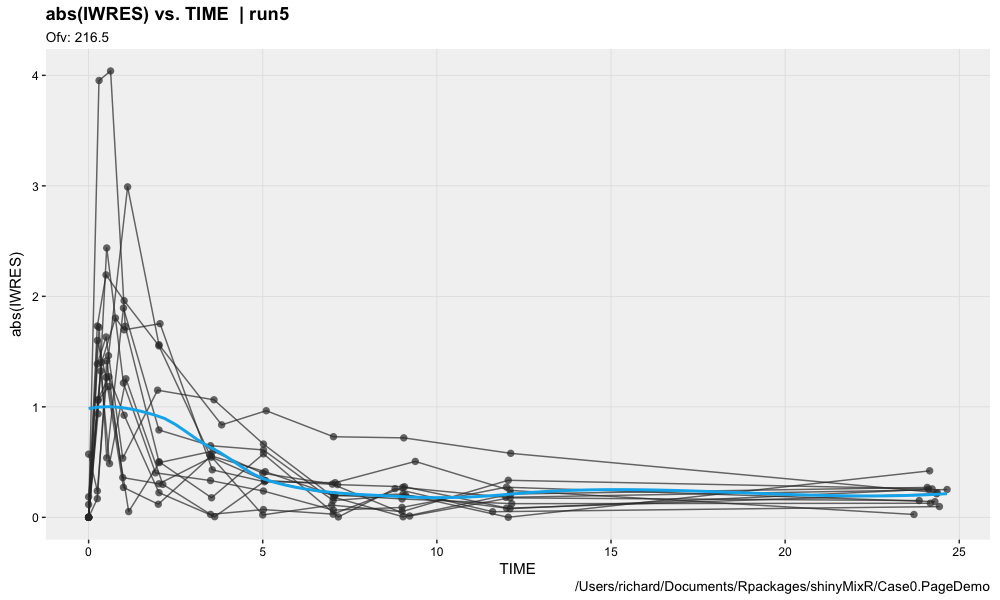 abs(IWRES) vs. TIME | run5
Ofv: 216.5
abs(IWRES)
4
3
2
1
0
0 5 10 15 20 25
TIME
/Users/richard/Documents/Rpackages/shinyMixR/Case0.PageDemo